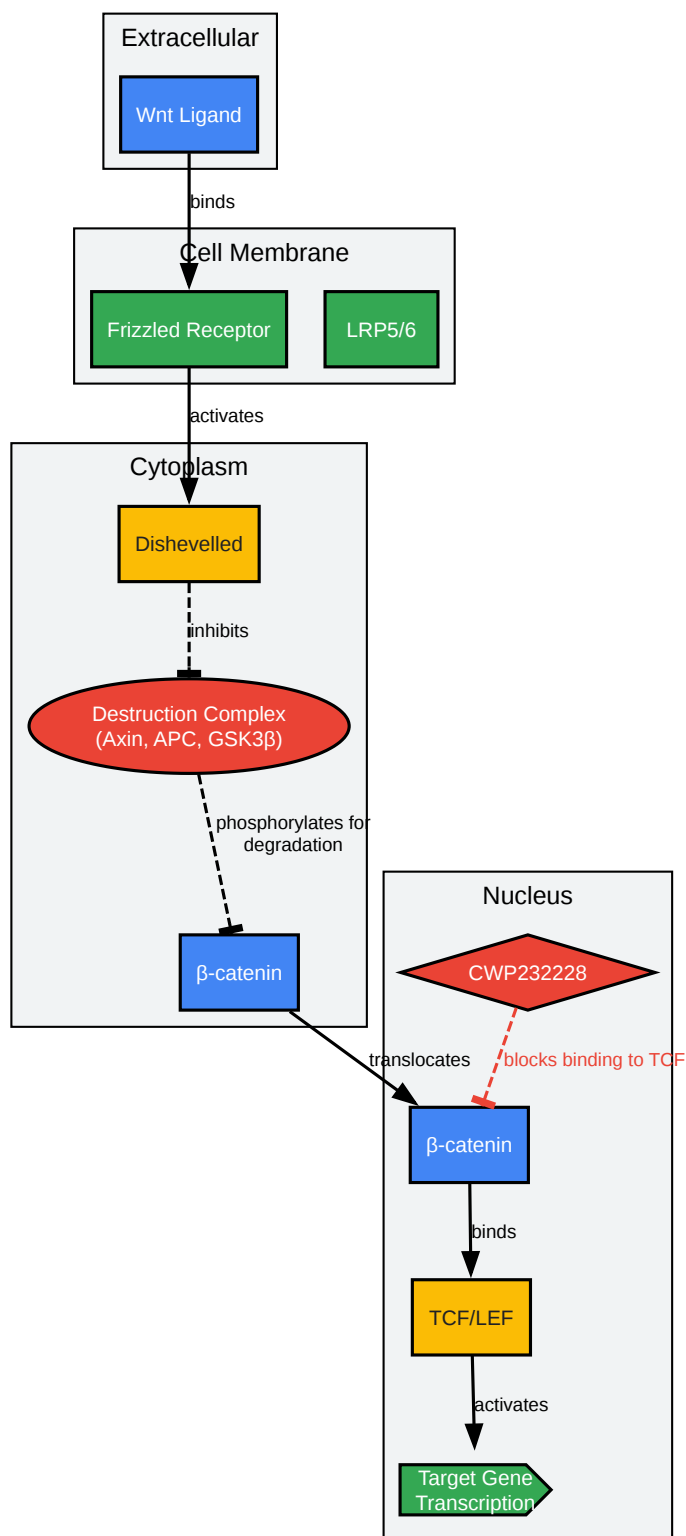 Extracellular
Wnt Ligand
binds
Cell Membrane
Frizzled Receptor
LRP5/6
activates
Cytoplasm
Dishevelled
inhibits
Destruction Complex
(Axin, APC, GSK3β)
phosphorylates for
degradation
β-catenin
Nucleus
CWP232228
translocates
blocks binding to TCF
β-catenin
binds
TCF/LEF
activates
Target Gene
Transcription